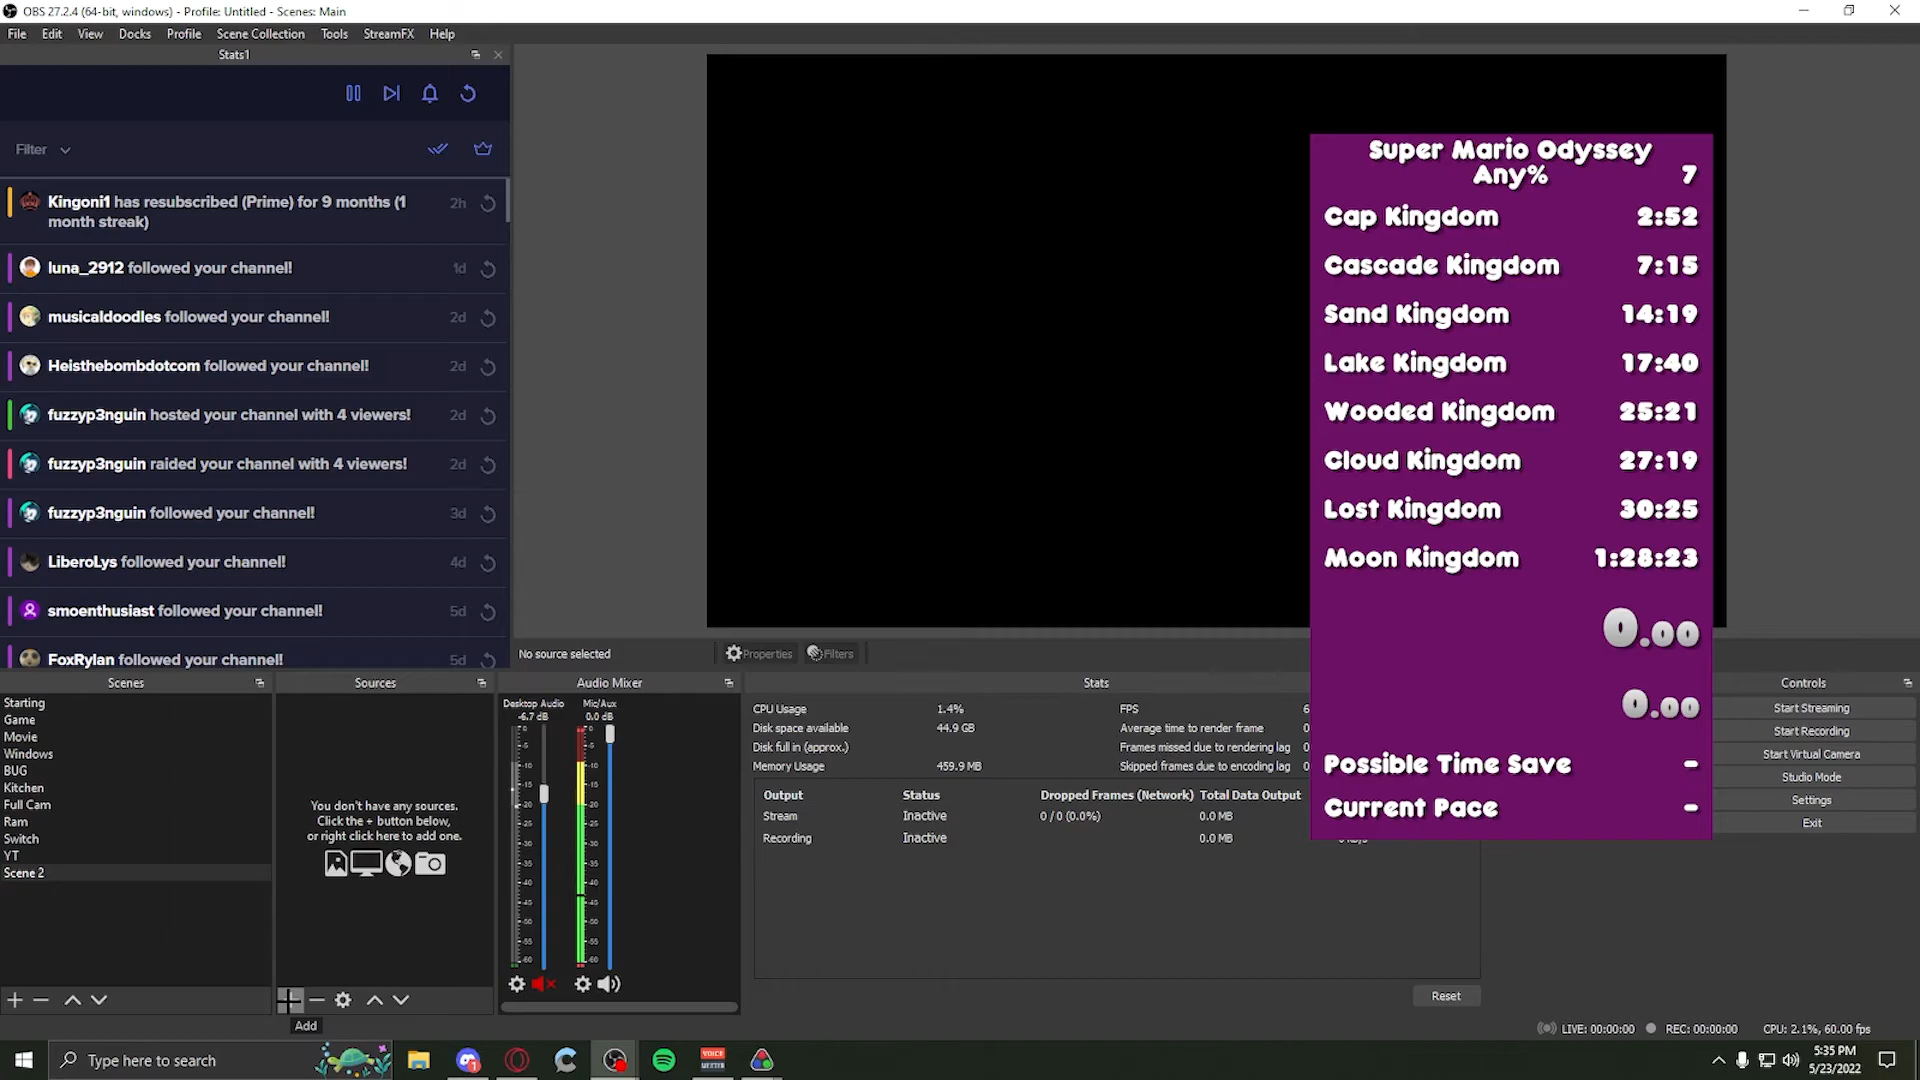 OBS 27.2.4 (64-bit, windows) - Profile: Untitled - Scenes: Main
File Edit View Docks Profile Scene Collection Tools StreamFX Help
Stats1
Filter
Kingoni1 has resubscribed (Prime) for 9 months (1 month streak) 2h
luna_2912 followed your channel! 1d
musicaldoodles followed your channel! 2d
Heisthebombdotcom followed your channel! 2d
fuzzyp3nguin hosted your channel with 4 viewers! 2d
fuzzyp3nguin raided your channel with 4 viewers! 2d
fuzzyp3nguin followed your channel! 3d
LiberoLys followed your channel! 4d
smoenthusiast followed your channel! 5d
FoxRylan followed your channel! 5d
Super Mario Odyssey
Any% 7
Cap Kingdom 2:52
Cascade Kingdom 7:15
Sand Kingdom 14:19
Lake Kingdom 17:40
Wooded Kingdom 25:21
Cloud Kingdom 27:19
Lost Kingdom 30:25
Moon Kingdom 1:28:23
0.00
0.00
Possible Time Save -
Current Pace -
No source selected Properties Filters
Scenes
Starting
Game
Movie
Windows
BUG
Kitchen
Full Cam
Ram
Switch
YT
Scene 2
Sources
You don't have any sources.
Click the + button below,
or right click here to add one.
Add
Audio Mixer
Desktop Audio Mic/Aux
-6.7 dB 0.0 dB
Stats
CPU Usage 1.4% FPS 6
Disk space available 44.9 GB Average time to render frame 0
Disk full in (approx.) Frames missed due to rendering lag 0
Memory Usage 459.9 MB Skipped frames due to encoding lag 0
Output Status Dropped Frames (Network) Total Data Output
Stream Inactive 0 / 0 (0.0%) 0.0 MB
Recording Inactive 0.0 MB
Reset
Controls
Start Streaming
Start Recording
Start Virtual Camera
Studio Mode
Settings
Exit
LIVE: 00:00:00 REC: 00:00:00 CPU: 2.1%, 60.00 fps
Type here to search
5:35 PM
5/23/2022